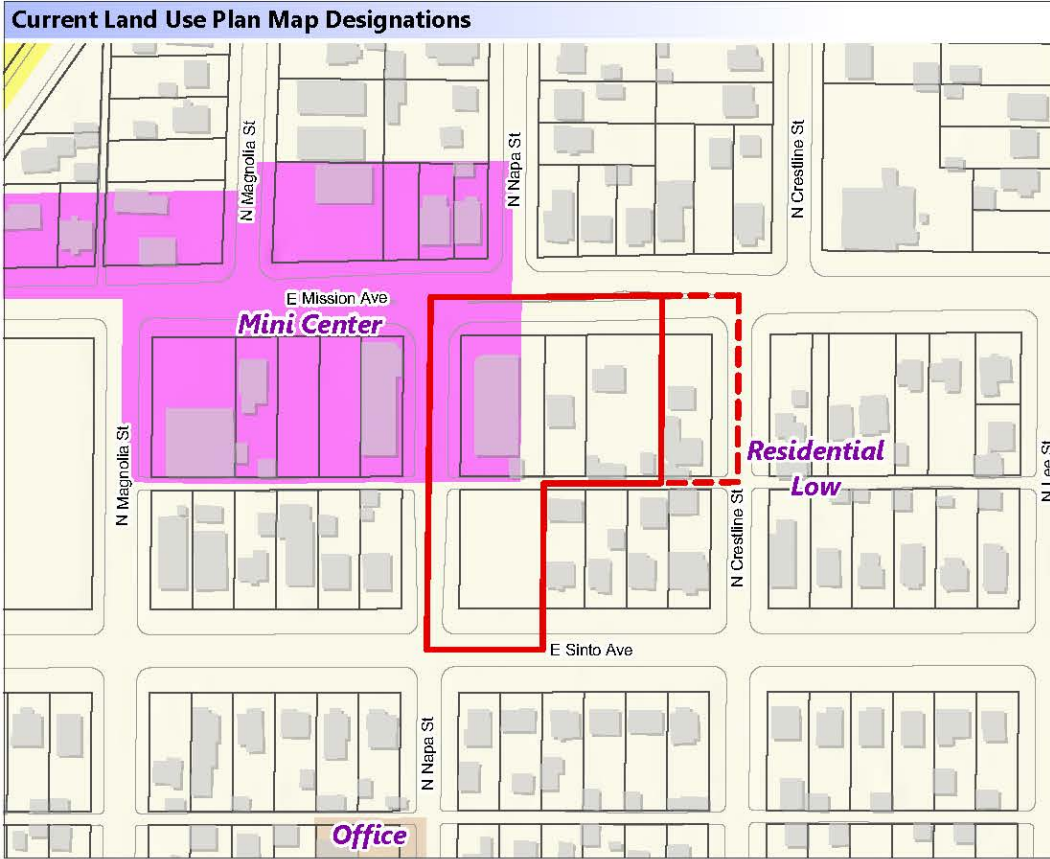 Current Land Use Plan Map Designations
N Magnolia St
N Napa St
N Crestline St
E Mission Ave
Mini Center
N Magnolia St
Residential
Low
N Lee St
N Crestline St
E Sinto Ave
N Napa St
Office